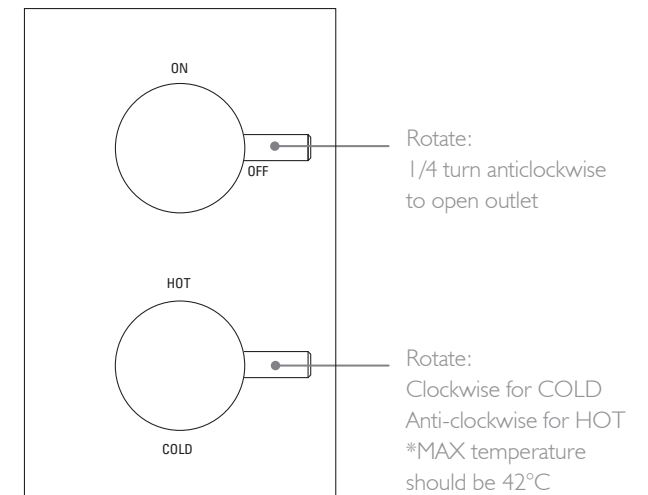 ON
OFF
Rotate:
1/4 turn anticlockwise
to open outlet
HOT
COLD
Rotate:
Clockwise for COLD
Anti-clockwise for HOT
*MAX temperature
should be 42°C